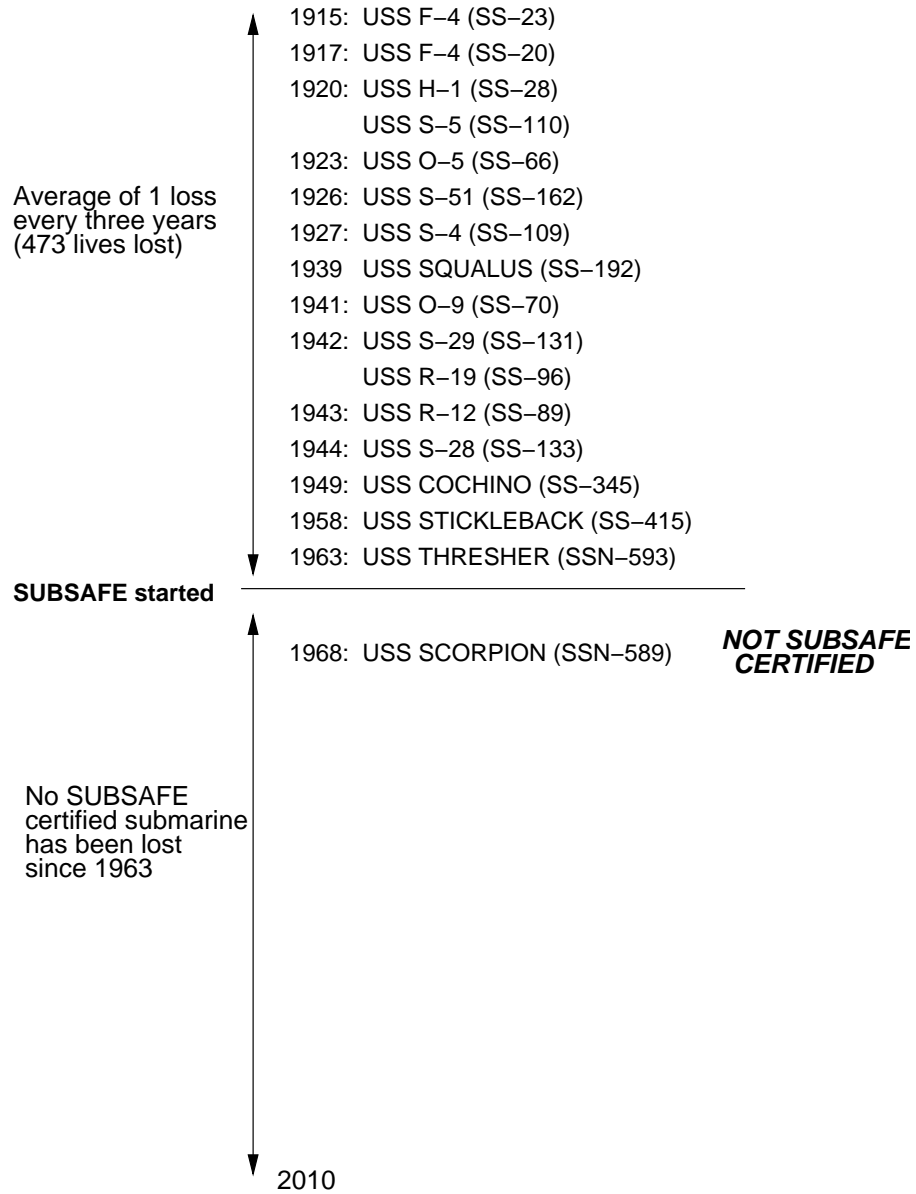 1915: USS F−4 (SS−23)
1917: USS F−4 (SS−20)
1920: USS H−1 (SS−28)
USS S−5 (SS−110)
1923: USS O−5 (SS−66)
1926: USS S−51 (SS−162)
1927: USS S−4 (SS−109)
1939 USS SQUALUS (SS−192)
1941: USS O−9 (SS−70)
1942: USS S−29 (SS−131)
USS R−19 (SS−96)
1943: USS R−12 (SS−89)
1944: USS S−28 (SS−133)
1949: USS COCHINO (SS−345)
1958: USS STICKLEBACK (SS−415)
1963: USS THRESHER (SSN−593)
Average of 1 loss
every three years
(473 lives lost)
SUBSAFE started
1968: USS SCORPION (SSN−589)
NOT SUBSAFE
CERTIFIED
No SUBSAFE
certified submarine
has been lost
since 1963
2010